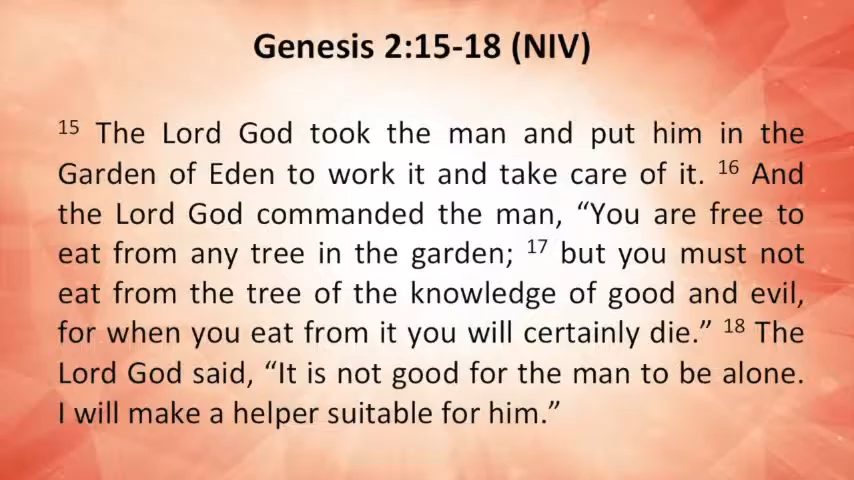 Genesis 2:15-18 (NIV)
15 The Lord God took the man and put him in the
Garden of Eden to work it and take care of it. 16 And
the Lord God commanded the man, “You are free to
eat from any tree in the garden; 17 but you must not
eat from the tree of the knowledge of good and evil,
for when you eat from it you will certainly die.” 18 The
Lord God said, “It is not good for the man to be alone.
I will make a helper suitable for him.”